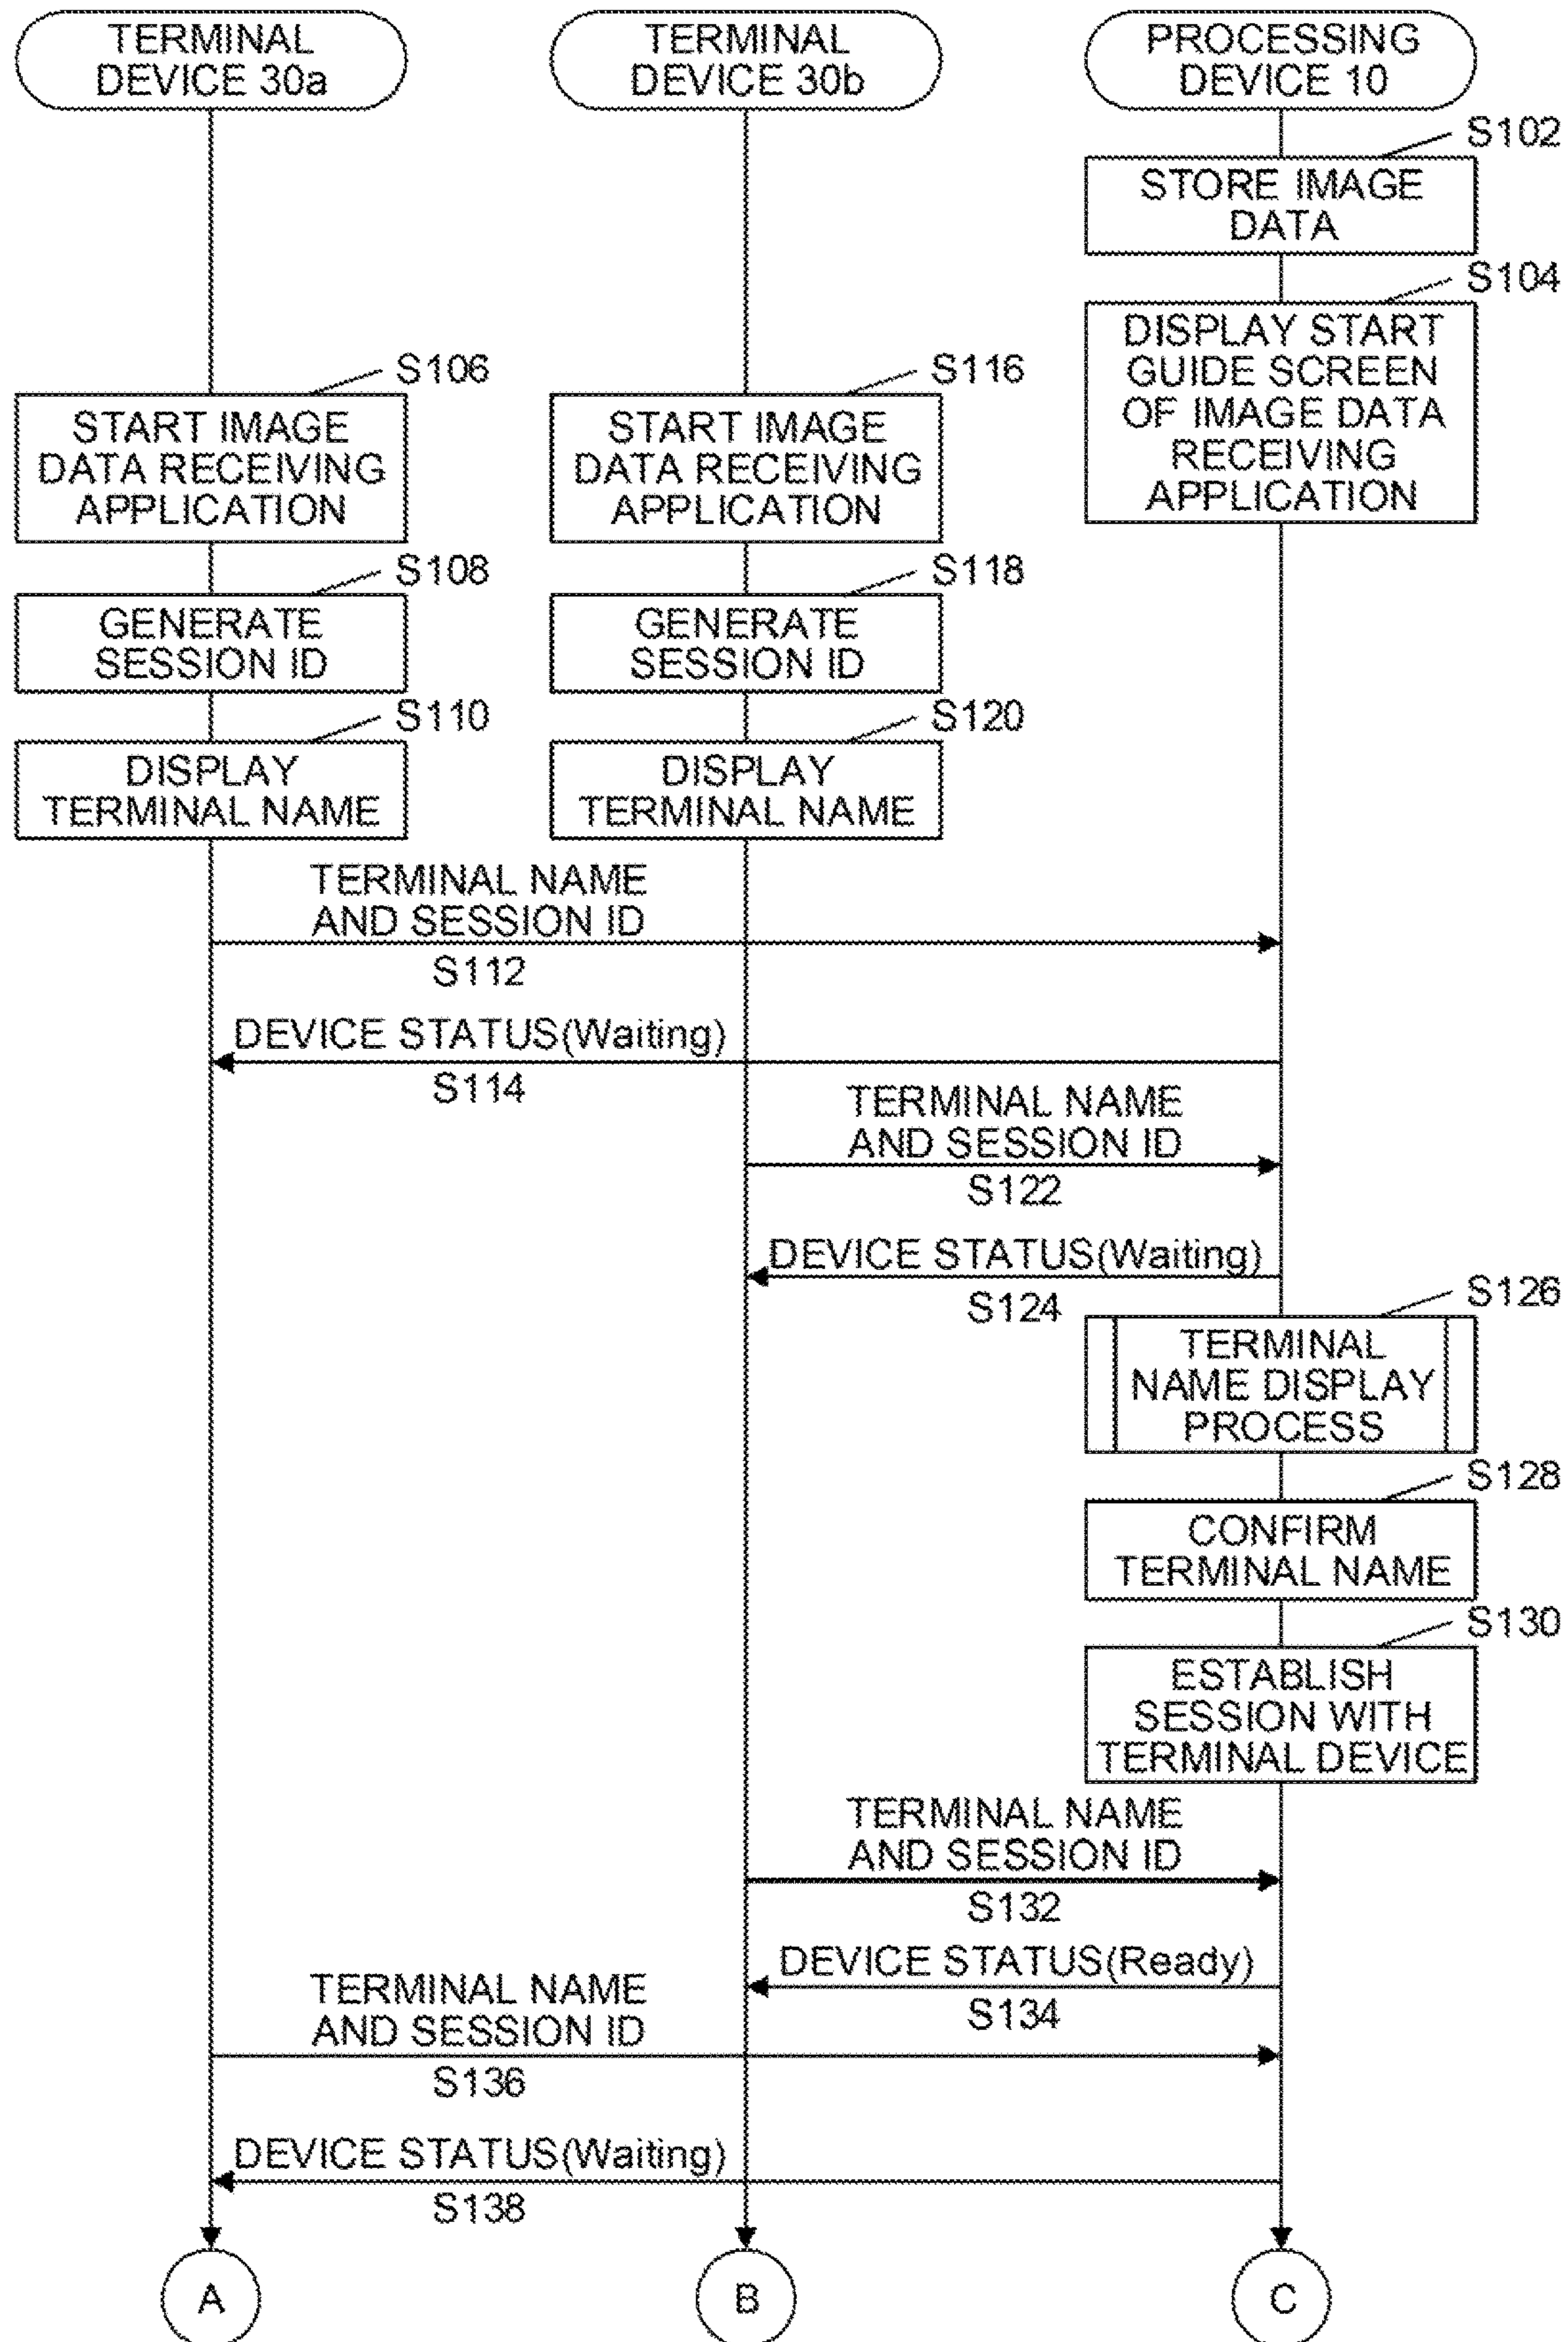 TERMINAL
DEVICE 30a
TERMINAL
DEVICE 30b
PROCESSING
DEVICE 10
S102
STORE IMAGE
DATA
S104
DISPLAY START
GUIDE SCREEN
OF IMAGE DATA
RECEIVING
APPLICATION
S106
START IMAGE
DATA RECEIVING
APPLICATION
S116
START IMAGE
DATA RECEIVING
APPLICATION
S108
GENERATE
SESSION ID
S118
GENERATE
SESSION ID
S110
DISPLAY
TERMINAL NAME
S120
DISPLAY
TERMINAL NAME
TERMINAL NAME
AND SESSION ID
S112
DEVICE STATUS(Waiting)
S114
TERMINAL NAME
AND SESSION ID
S122
DEVICE STATUS(Waiting)
S124
S126
TERMINAL
NAME DISPLAY
PROCESS
S128
CONFIRM
TERMINAL NAME
S130
ESTABLISH
SESSION WITH
TERMINAL DEVICE
TERMINAL NAME
AND SESSION ID
S132
DEVICE STATUS(Ready)
S134
TERMINAL NAME
AND SESSION ID
S136
DEVICE STATUS(Waiting)
S138
A
B
C